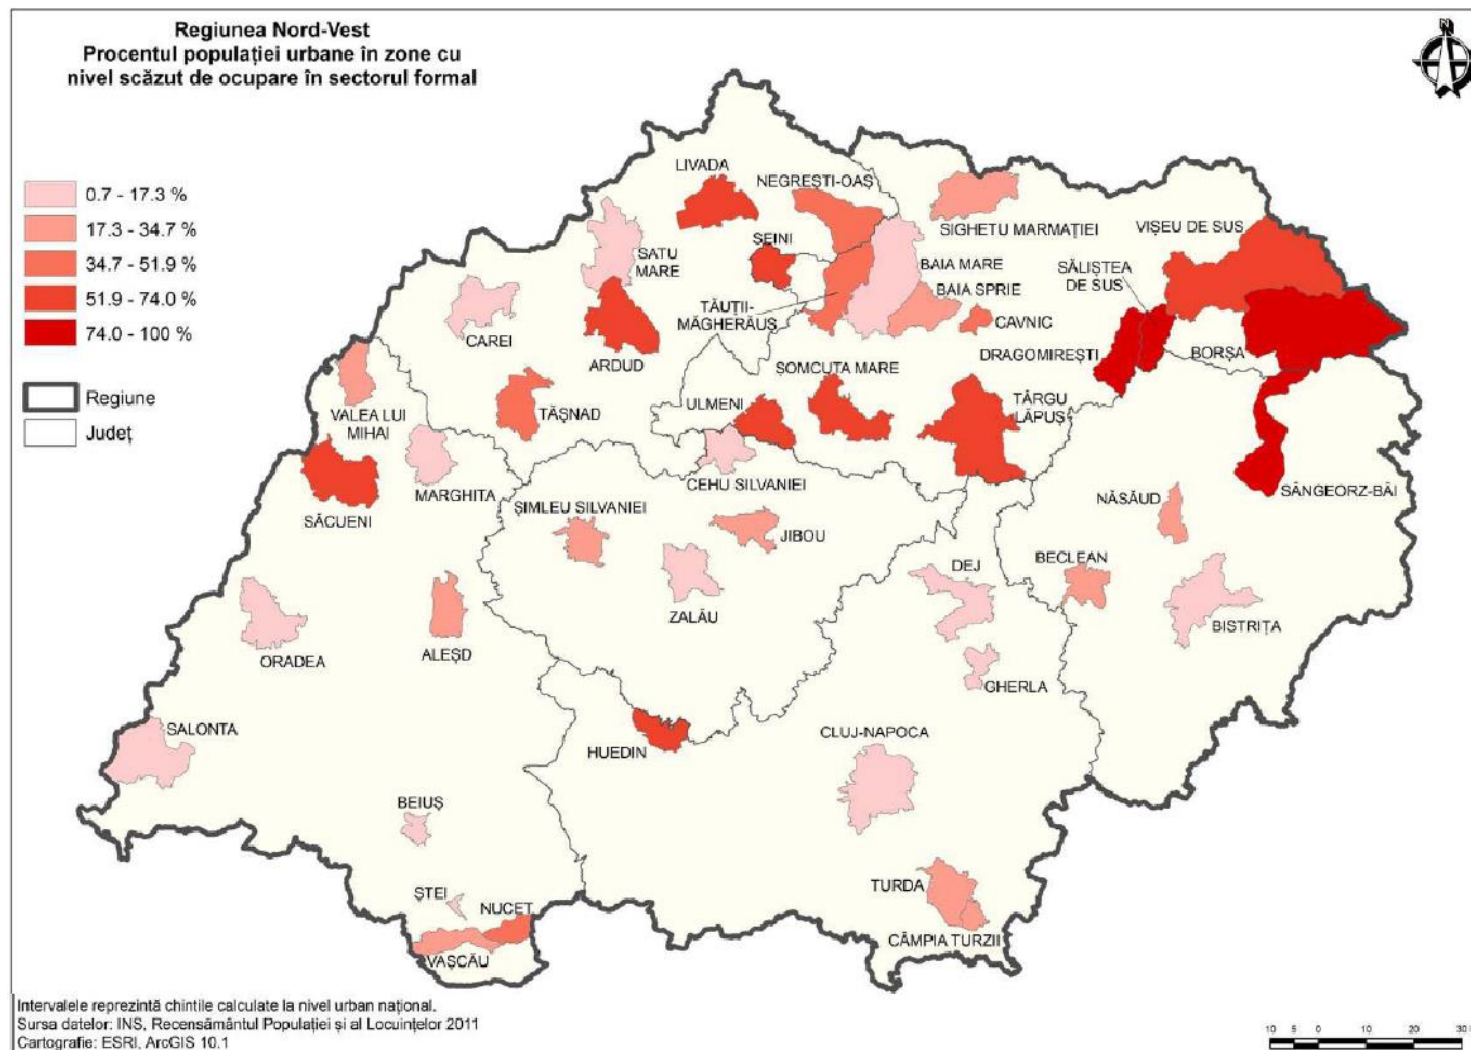 Regiunea Nord-Vest
Procentul populației urbane în zone cu
nivel scăzut de ocupare în sectorul formal
0.7 - 17.3 %
17.3 - 34.7 %
34.7 - 51.9 %
51.9 - 74.0 %
74.0 - 100 %
Regiune
Județ
LIVADA
NEGREȘTI-OAȘ
SIGHETU MARMAȚIEI
VIȘEU DE SUS
SATU
MARE
SEINI
BAIA MARE
SĂLIȘTEA
DE SUS
BAIA SPRIE
TĂUȚII-
MĂGHERĂUȘ
CAVNIC
CAREI
ARDUD
DRAGOMIREȘTI
BORȘA
ȘOMCUTA MARE
ULMENI
TÂRGU
LĂPUȘ
VALEA LUI
MIHAI
TĂȘNAD
MARGHITA
CEHU SILVANIEI
SÂNGEORZ-BĂI
SĂCUENI
ȘIMLEU SILVANIEI
JIBOU
NĂSĂUD
BECLEAN
DEJ
ZALĂU
BISTRIȚA
ORADEA
ALEȘD
GHERLA
SALONTA
HUEDIN
CLUJ-NAPOCA
BEIUȘ
ȘTEI
NUCET
VAȘCĂU
TURDA
CÂMPIA TURZII
Intervalele reprezintă chintile calculate la nivel urban național.
Sursa datelor: INS, Recensământul Populației și al Locuințelor 2011
Cartografie: ESRI, ArcGIS 10.1
10 5 0 10 20 30